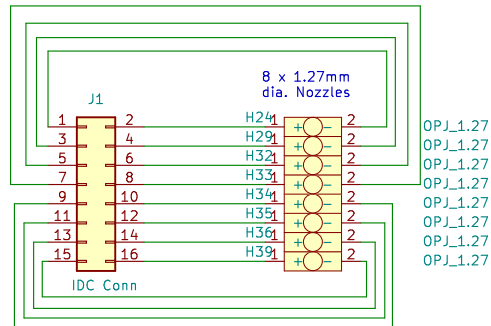 8 x 1.27mm
dia. Nozzles
J1
1 2 H24 1 + - 2 OPJ_1.27
3 4 H29 1 + - 2 OPJ_1.27
5 6 H32 1 + - 2 OPJ_1.27
7 8 H33 1 + - 2 OPJ_1.27
9 10 H34 1 + - 2 OPJ_1.27
11 12 H35 1 + - 2 OPJ_1.27
13 14 H36 1 + - 2 OPJ_1.27
15 16 H39 1 + - 2 OPJ_1.27
IDC Conn